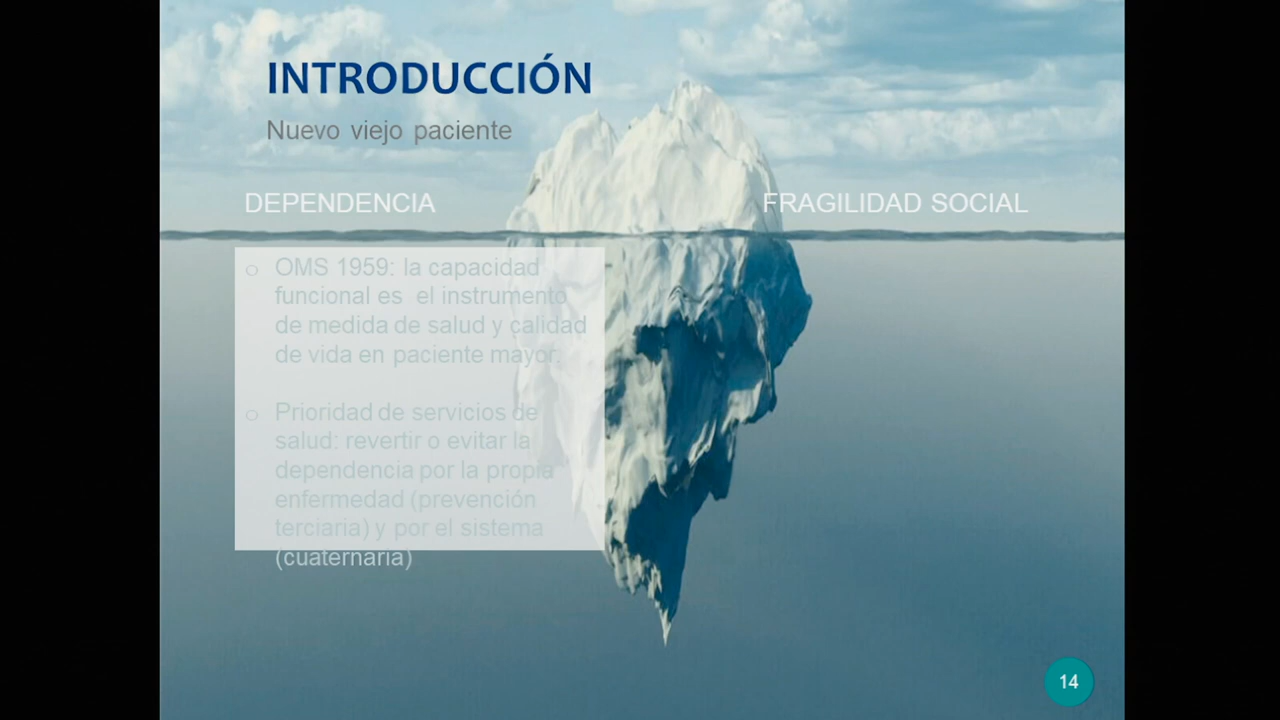 INTRODUCCIÓN
Nuevo viejo paciente
DEPENDENCIA
FRAGILIDAD SOCIAL
o OMS 1959: la capacidad
funcional es el instrumento
de medida de salud y calidad
de vida en paciente mayor.
o Prioridad de servicios de
salud: revertir o evitar la
dependencia por la propia
enfermedad (prevención
terciaria) y por el sistema
(cuaternaria)
14